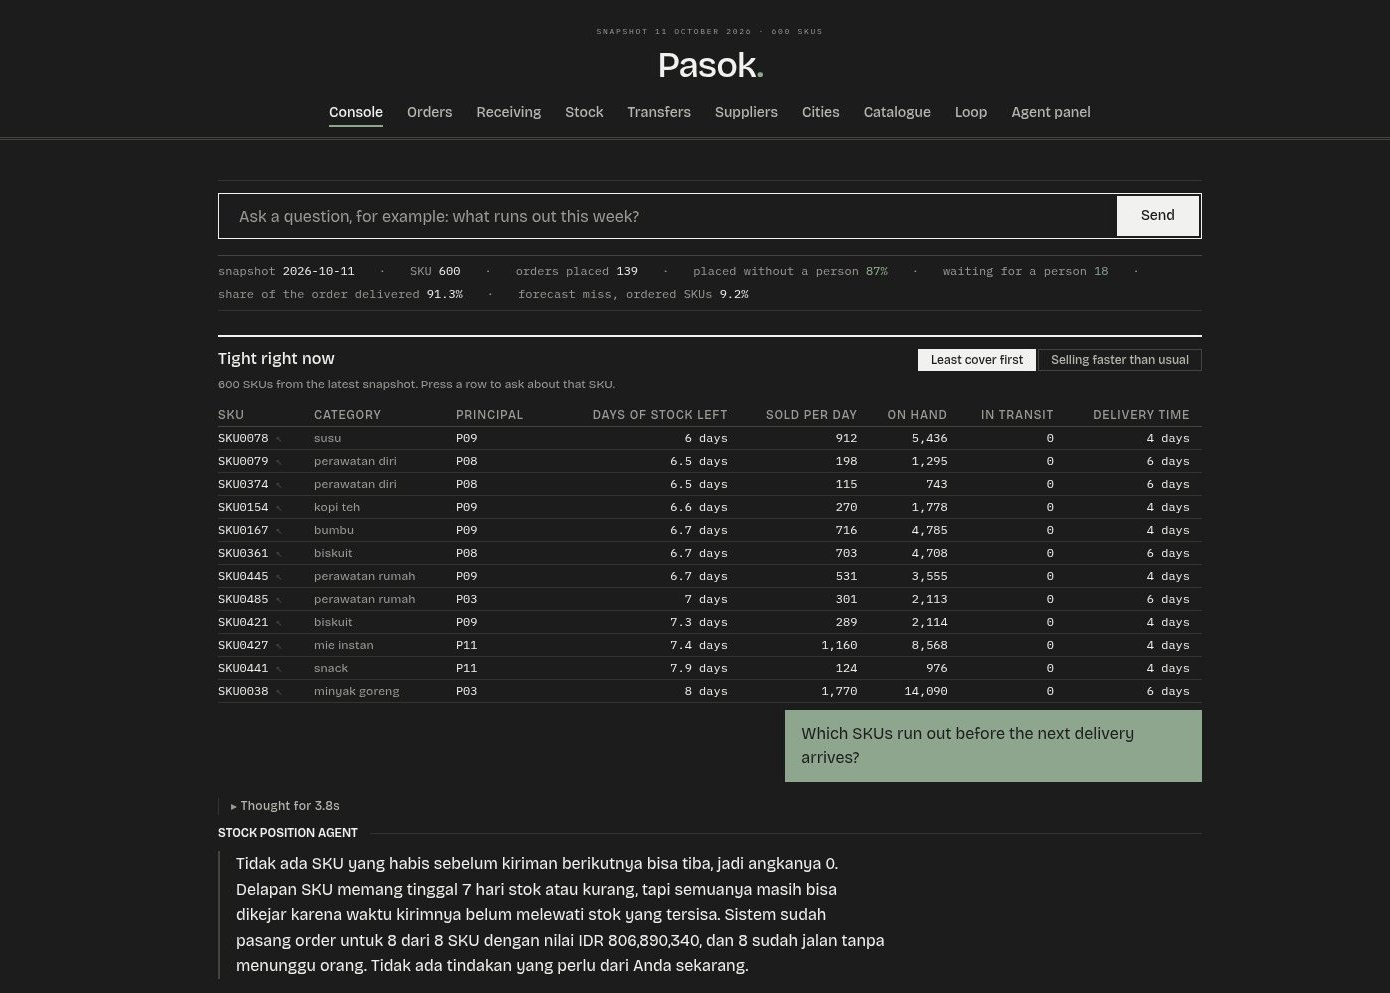 SNAPSHOT 11 OCTOBER 2026 · 600 SKUS
Pasok.
Console Orders Receiving Stock Transfers Suppliers Cities Catalogue Loop Agent panel
Ask a question, for example: what runs out this week? Send
snapshot 2026-10-11 · SKU 600 · orders placed 139 · placed without a person 87% · waiting for a person 18 ·
share of the order delivered 91.3% · forecast miss, ordered SKUs 9.2%
Tight right now Least cover first Selling faster than usual
600 SKUs from the latest snapshot. Press a row to ask about that SKU.
SKU CATEGORY PRINCIPAL DAYS OF STOCK LEFT SOLD PER DAY ON HAND IN TRANSIT DELIVERY TIME
SKU0078 susu P09 6 days 912 5,436 0 4 days
SKU0079 perawatan diri P08 6.5 days 198 1,295 0 6 days
SKU0374 perawatan diri P08 6.5 days 115 743 0 6 days
SKU0154 kopi teh P09 6.6 days 270 1,778 0 4 days
SKU0167 bumbu P09 6.7 days 716 4,785 0 4 days
SKU0361 biskuit P08 6.7 days 703 4,708 0 6 days
SKU0445 perawatan rumah P09 6.7 days 531 3,555 0 4 days
SKU0485 perawatan rumah P03 7 days 301 2,113 0 6 days
SKU0421 biskuit P09 7.3 days 289 2,114 0 4 days
SKU0427 mie instan P11 7.4 days 1,160 8,568 0 4 days
SKU0441 snack P11 7.9 days 124 976 0 4 days
SKU0038 minyak goreng P03 8 days 1,770 14,090 0 6 days
Which SKUs run out before the next delivery
arrives?
▸ Thought for 3.8s
STOCK POSITION AGENT
Tidak ada SKU yang habis sebelum kiriman berikutnya bisa tiba, jadi angkanya 0.
Delapan SKU memang tinggal 7 hari stok atau kurang, tapi semuanya masih bisa
dikejar karena waktu kirimnya belum melewati stok yang tersisa. Sistem sudah
pasang order untuk 8 dari 8 SKU dengan nilai IDR 806,890,340, dan 8 sudah jalan tanpa
menunggu orang. Tidak ada tindakan yang perlu dari Anda sekarang.